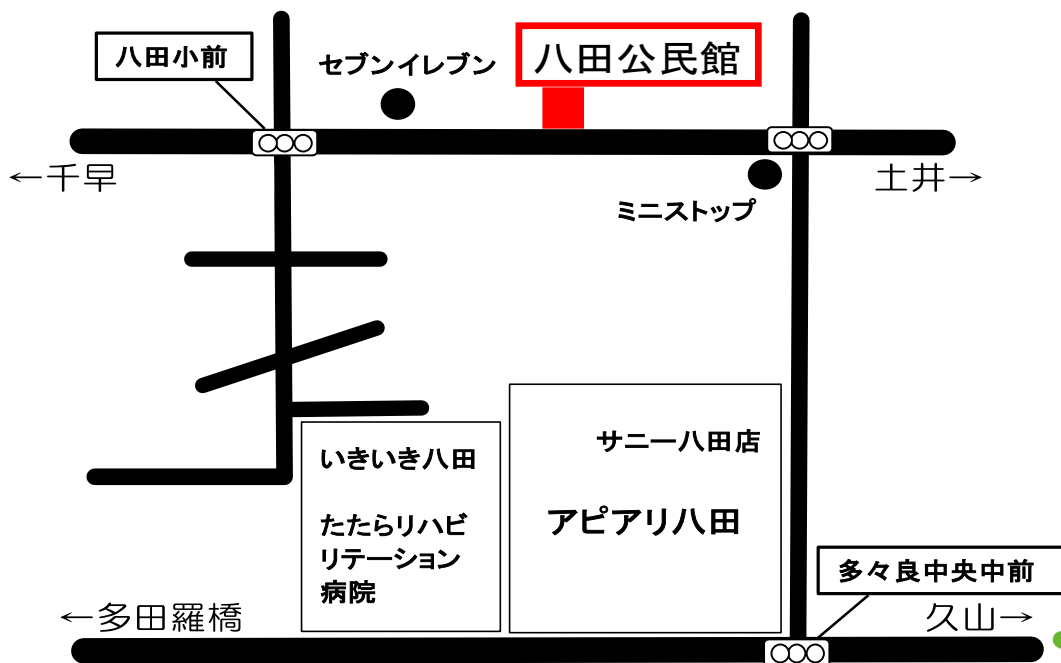 八田小前
セブンイレブン
八田公民館
←千早
土井→
ミニストップ
いきいき八田
たたらリハビ
リテーション
病院
サニー八田店
アピアリ八田
多々良中央中前
←多田羅橋
久山→